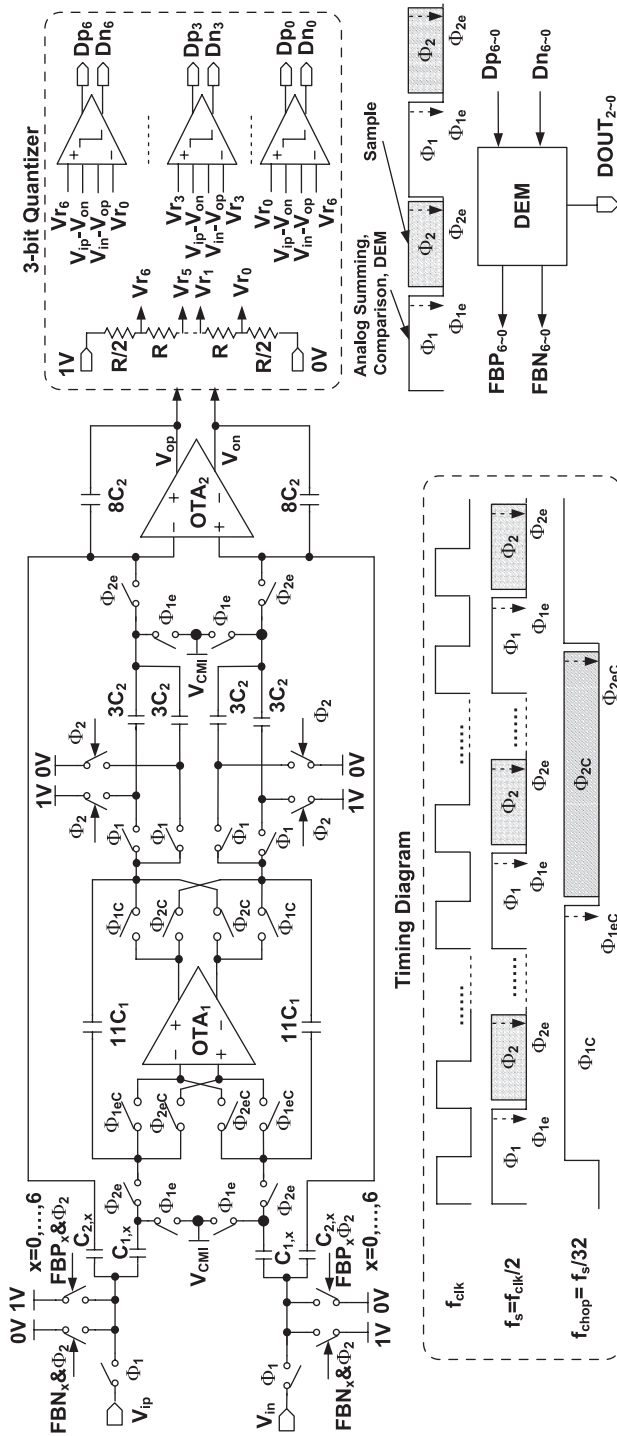 x=0,...,6
0V 1V
FBNₓ&Φ₂ FBPₓ&Φ₂
C₂,ₓ
C₁,ₓ
Φ₁
Vip
Φ₂e
Φ₁e
VCMI
Φ₁e
Φ₂e
Vin
Φ₁
C₁,ₓ
C₂,ₓ
FBNₓ&Φ₂ FBPₓΦ₂
1V 0V
x=0,...,6
11C₁
Φ₁eC
Φ₂eC
Φ₂eC
Φ₁eC
OTA₁
− +
+ −
11C₁
Φ₁C
Φ₂C
Φ₂C
Φ₁C
1V 0V
Φ₂ Φ₂
Φ₁ Φ₁
3C₂
3C₂
3C₂
3C₂
Φ₁ Φ₁
Φ₂ Φ₂
1V 0V
VCMI
Φ₁e
Φ₁e
Φ₂e
Φ₂e
8C₂
OTA₂
− +
+ −
Vop
Von
8C₂
3-bit Quantizer
1V
R/2
Vr₆
R
Vr₅
Vr₁
R
Vr₀
R/2
0V
Vr₆
Vip-Von
Vin-Vop
Vr₀
+
−
Dp₆
Dn₆
Vr₃
Vip-Von
Vin-Vop
Vr₃
+
−
Dp₃
Dn₃
Vr₀
Vip-Von
Vin-Vop
Vr₆
+
−
Dp₀
Dn₀
Timing Diagram
fclk
fs=fclk/2
Φ₁ Φ₁e Φ₂ Φ₂e ...... Φ₁ Φ₁e Φ₂ Φ₂e ...... Φ₁ Φ₁e Φ₂ Φ₂e
fchop= fs/32
Φ₁C Φ₁eC Φ₂C Φ₂eC
Analog Summing,
Comparison, DEM
Sample
Φ₁ Φ₁e Φ₂ Φ₂e Φ₁ Φ₁e Φ₂ Φ₂e
FBP₆~₀
FBN₆~₀
DEM
Dp₆~₀
Dn₆~₀
DOUT₂~₀